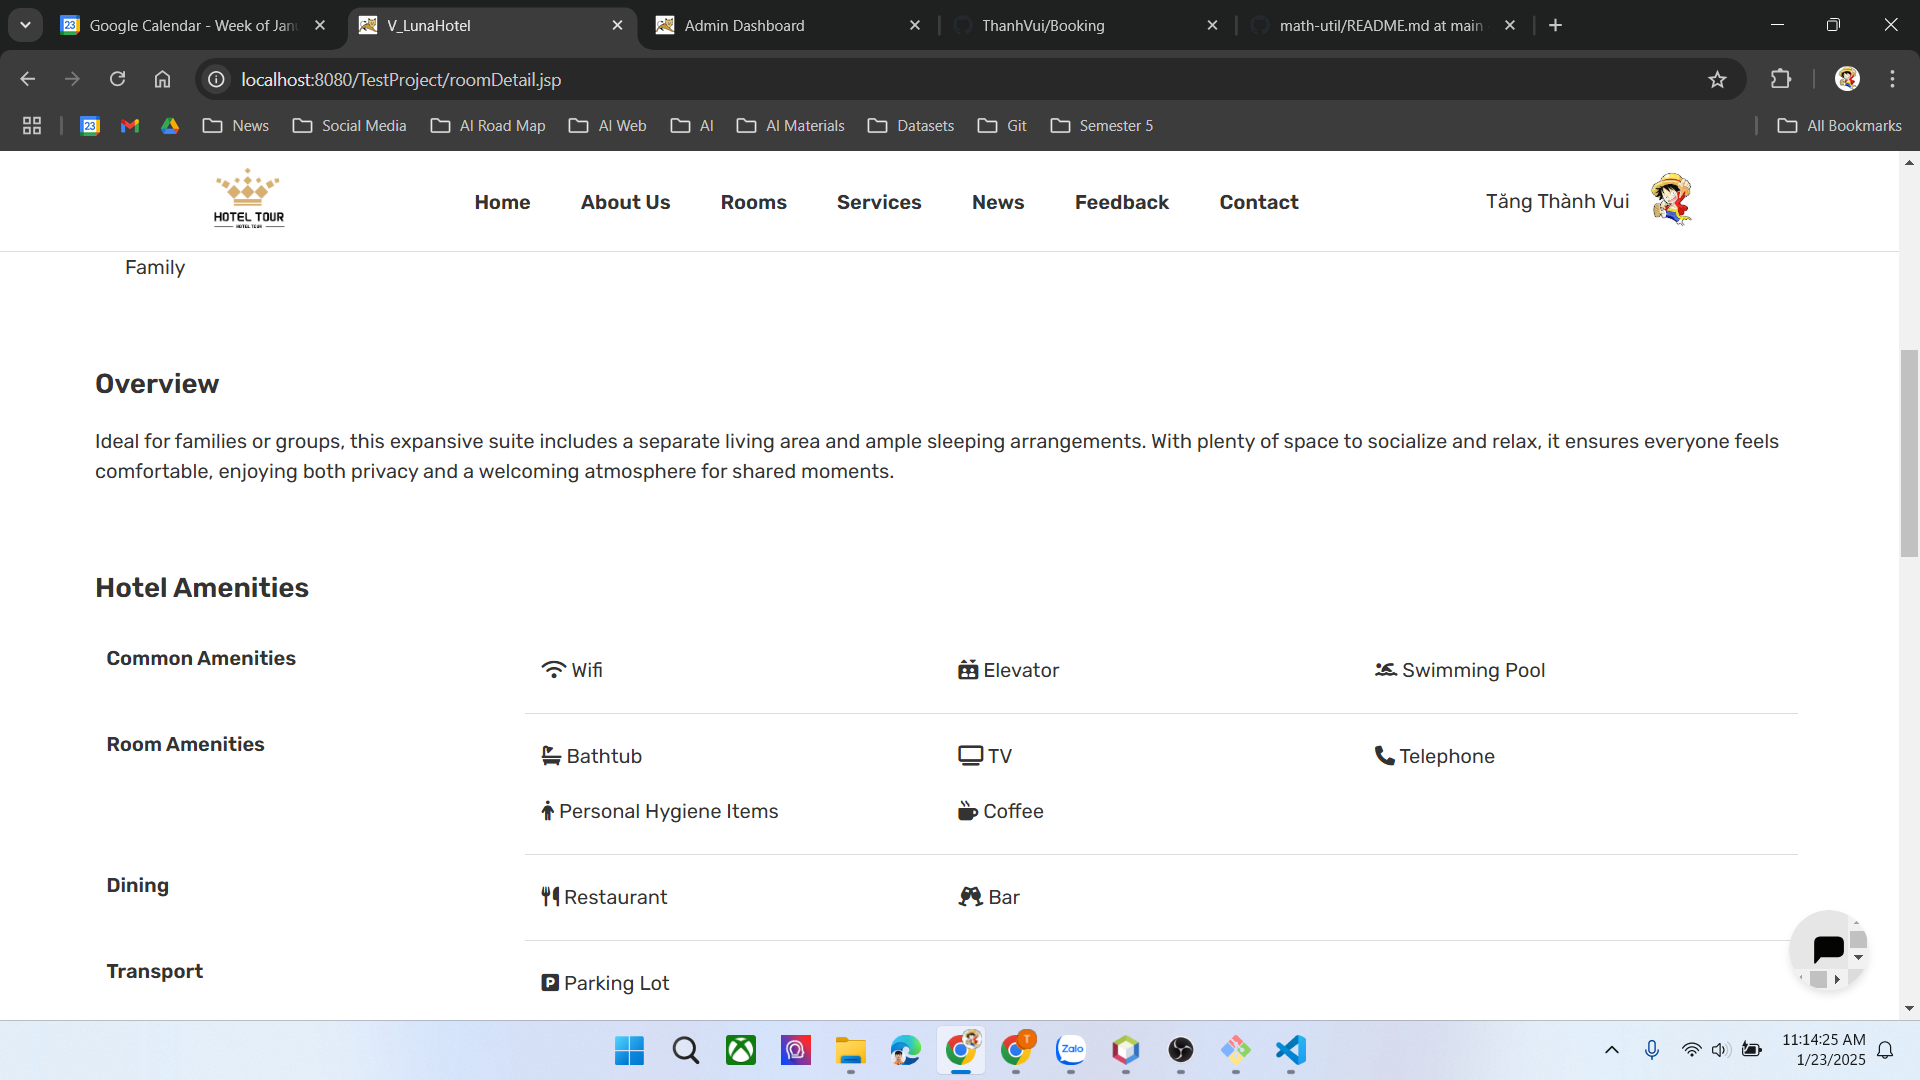 23 Google Calendar - Week of Jan
V_LunaHotel
Admin Dashboard
ThanhVui/Booking
math-util/README.md at main
localhost:8080/TestProject/roomDetail.jsp
23
News
Social Media
AI Road Map
AI Web
AI
AI Materials
Datasets
Git
Semester 5
All Bookmarks
HOTEL TOUR
HOTEL TOUR
Home
About Us
Rooms
Services
News
Feedback
Contact
Tăng Thành Vui
Family
Overview
Ideal for families or groups, this expansive suite includes a separate living area and ample sleeping arrangements. With plenty of space to socialize and relax, it ensures everyone feels
comfortable, enjoying both privacy and a welcoming atmosphere for shared moments.
Hotel Amenities
Common Amenities
Wifi
Elevator
Swimming Pool
Room Amenities
Bathtub
TV
Telephone
Personal Hygiene Items
Coffee
Dining
Restaurant
Bar
Transport
P Parking Lot
T
Zalo
11:14:25 AM
1/23/2025